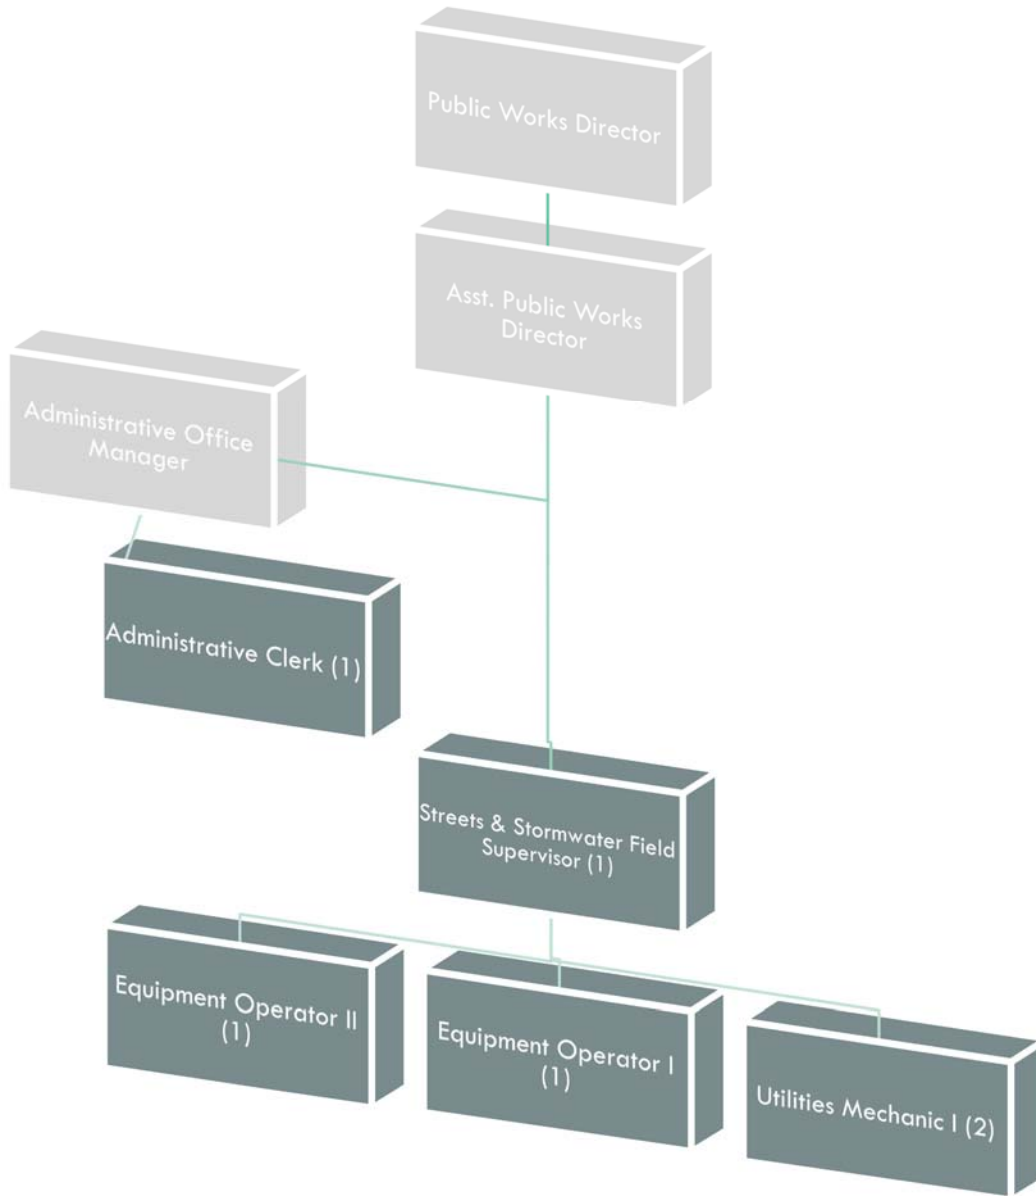 Public Works Director
Asst. Public Works
Director
Administrative Office
Manager
Administrative Clerk (1)
Streets & Stormwater Field
Supervisor (1)
Equipment Operator II
(1)
Equipment Operator I
(1)
Utilities Mechanic I (2)